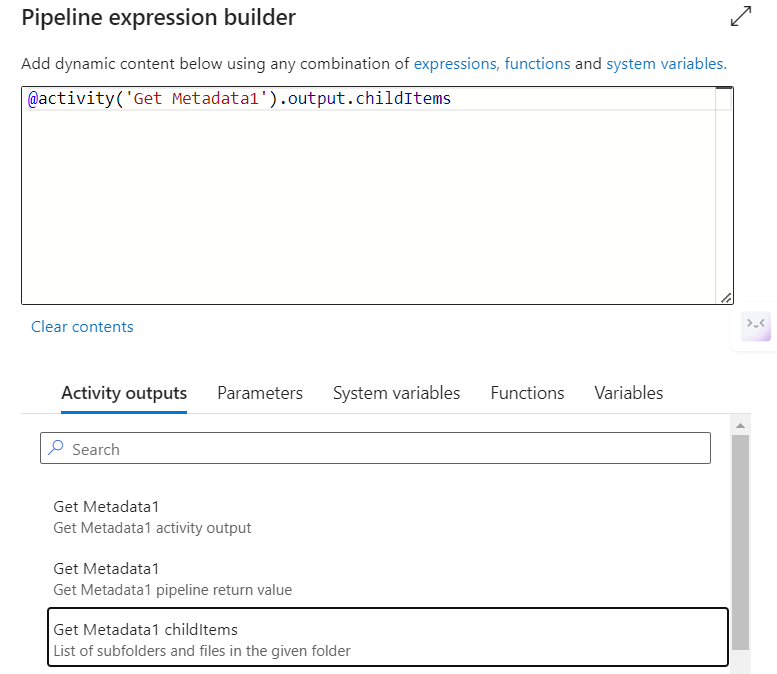 Pipeline expression builder
Add dynamic content below using any combination of expressions, functions and system variables.
@activity('Get Metadata1').output.childItems
Clear contents
Activity outputs Parameters System variables Functions Variables
Search
Get Metadata1
Get Metadata1 activity output
Get Metadata1
Get Metadata1 pipeline return value
Get Metadata1 childItems
List of subfolders and files in the given folder